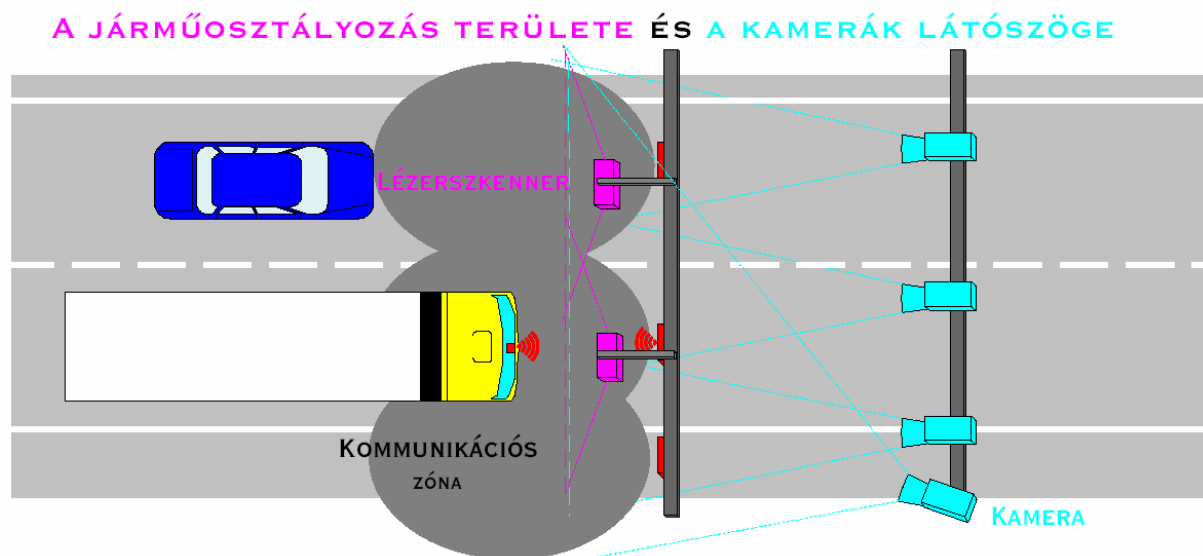 A JÁRMŰOSZTÁLYOZÁS TERÜLETE ÉS A KAMERÁK LÁTÓSZÖGE
LÉZERSZKENNER
KOMMUNIKÁCIÓS
ZÓNA
KAMERA